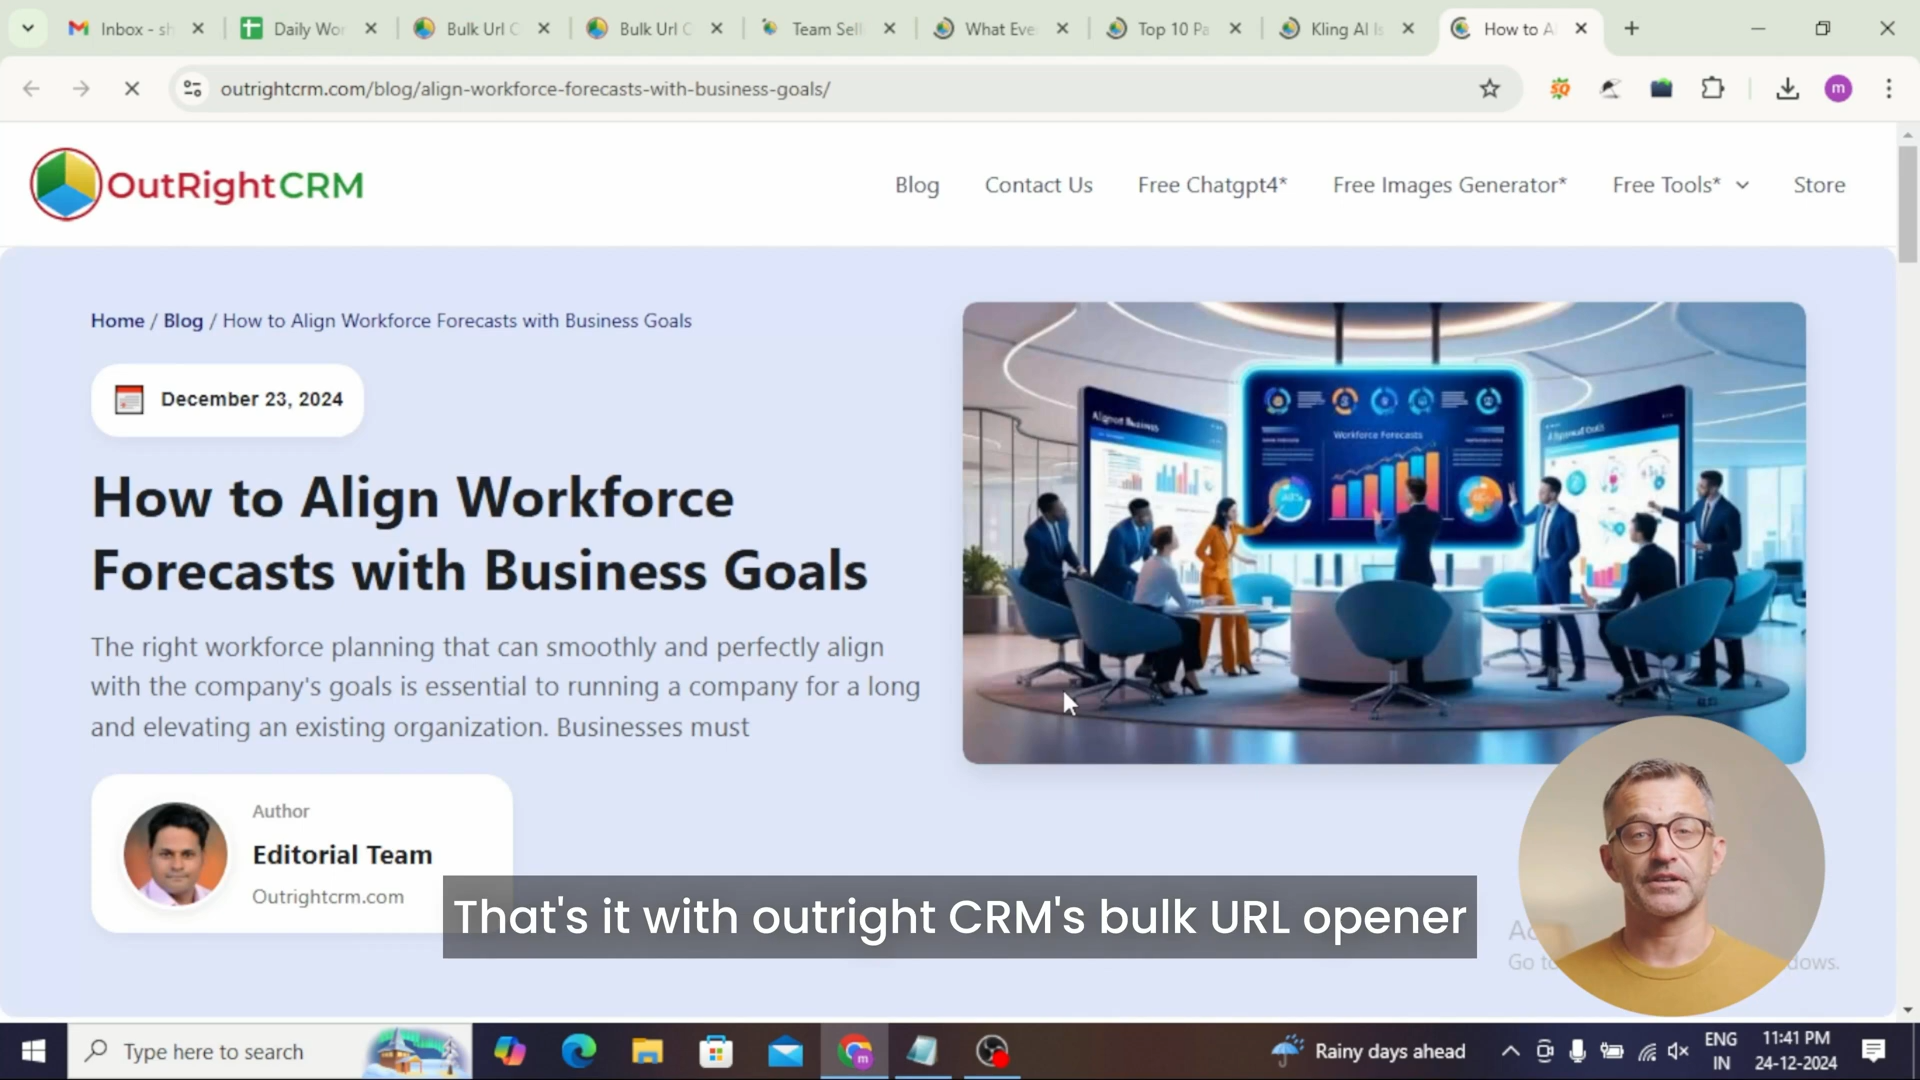 Inbox - sh
Daily Wor
Bulk Url C
Bulk Url C
Team Sell
What Eve
Top 10 Pa
Kling AI Is
How to A
outrightcrm.com/blog/align-workforce-forecasts-with-business-goals/
SQ
m
OutRightCRM
Blog
Contact Us
Free Chatgpt4*
Free Images Generator*
Free Tools*
Store
Home / Blog / How to Align Workforce Forecasts with Business Goals
December 23, 2024
How to Align Workforce
Forecasts with Business Goals
The right workforce planning that can smoothly and perfectly align
with the company's goals is essential to running a company for a long
and elevating an existing organization. Businesses must
Workforce Forecasts
Author
Editorial Team
Outrightcrm.com
That's it with outright CRM's bulk URL opener
Go to
dows.
Type here to search
m
Rainy days ahead
ENG
IN
11:41 PM
24-12-2024